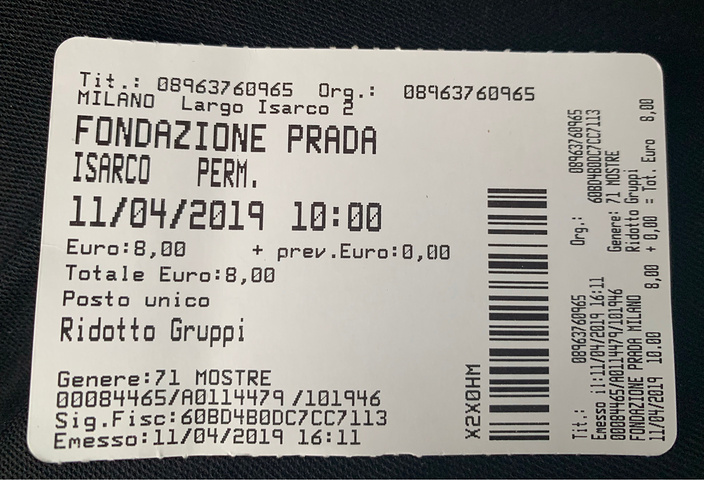 Tit.: 08963760965 Org.: 08963760965
MILANO Largo Isarco 2
FONDAZIONE PRADA
ISARCO PERM.
11/04/2019 10:00
Euro:8,00 + prev.Euro:0,00
Totale Euro:8,00
Posto unico
Ridotto Gruppi
Genere:71 MOSTRE
00084465/A0114479 /101946
Sig.Fisc:60BD4B0DC7CC7113
Emesso:11/04/2019 16:11
X2X0HM
Tit.: 08963760965 Org.: 08963760965
Emesso il:11/04/2019 16:11 60BD4B0DC7CC7113
00084465/A0114479/101946 Genere: 71 MOSTRE
FONDAZIONE PRADA MILANO Ridotto Gruppi
11/04/2019 10.00 8,00 + 0,00 = Tot. Euro 8,00